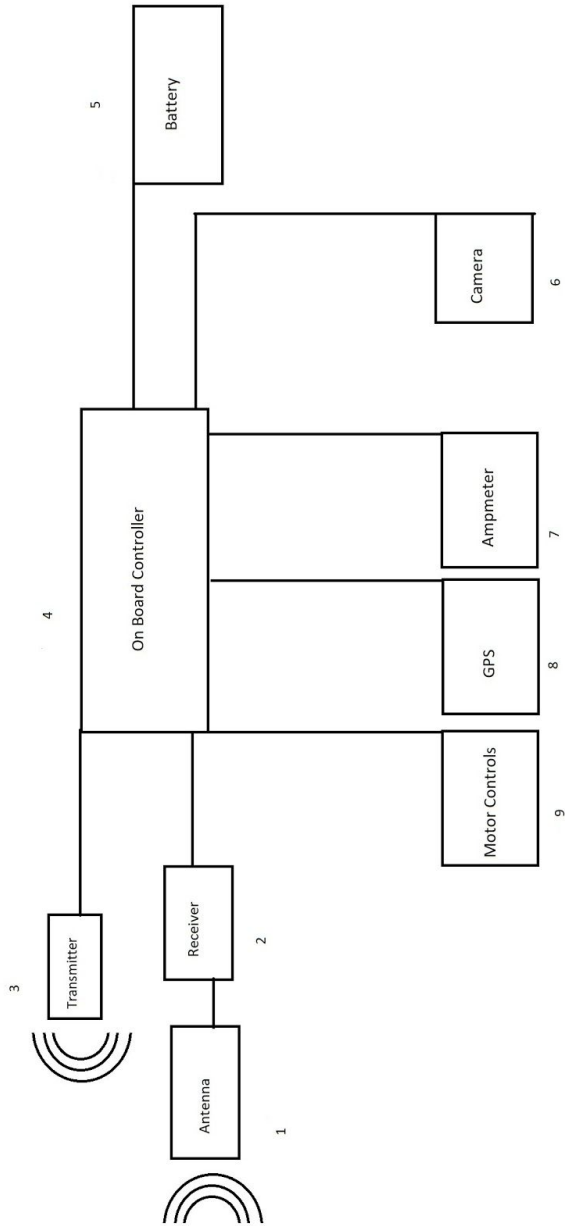 3
Transmitter
4
On Board Controller
5
Battery
Antenna
1
Receiver
2
Motor Controls
9
GPS
8
Ampmeter
7
Camera
6